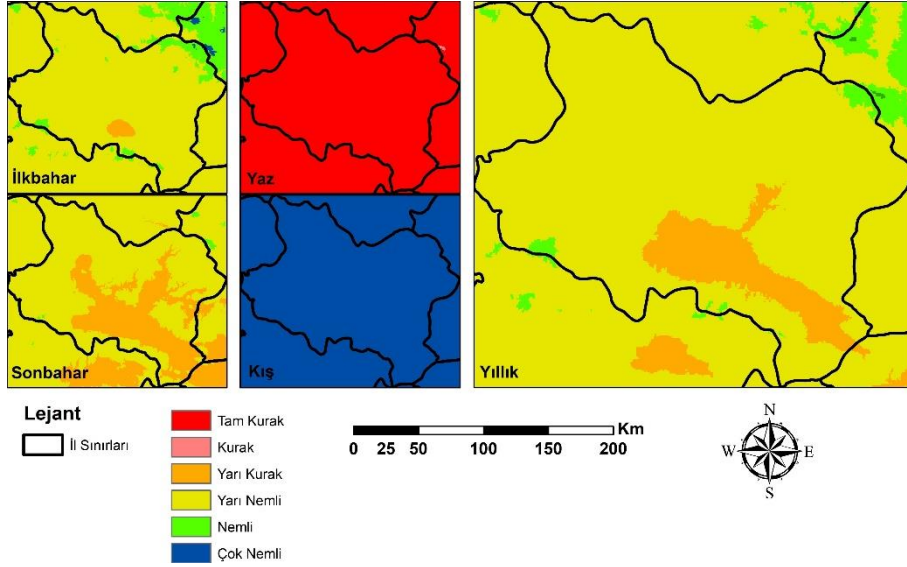 İlkbahar
Yaz
Sonbahar
Kış
Yıllık
Lejant
İl Sınırları
Tam Kurak
Kurak
Yarı Kurak
Yarı Nemli
Nemli
Çok Nemli
Km
0 25 50 100 150 200
N
W E
S